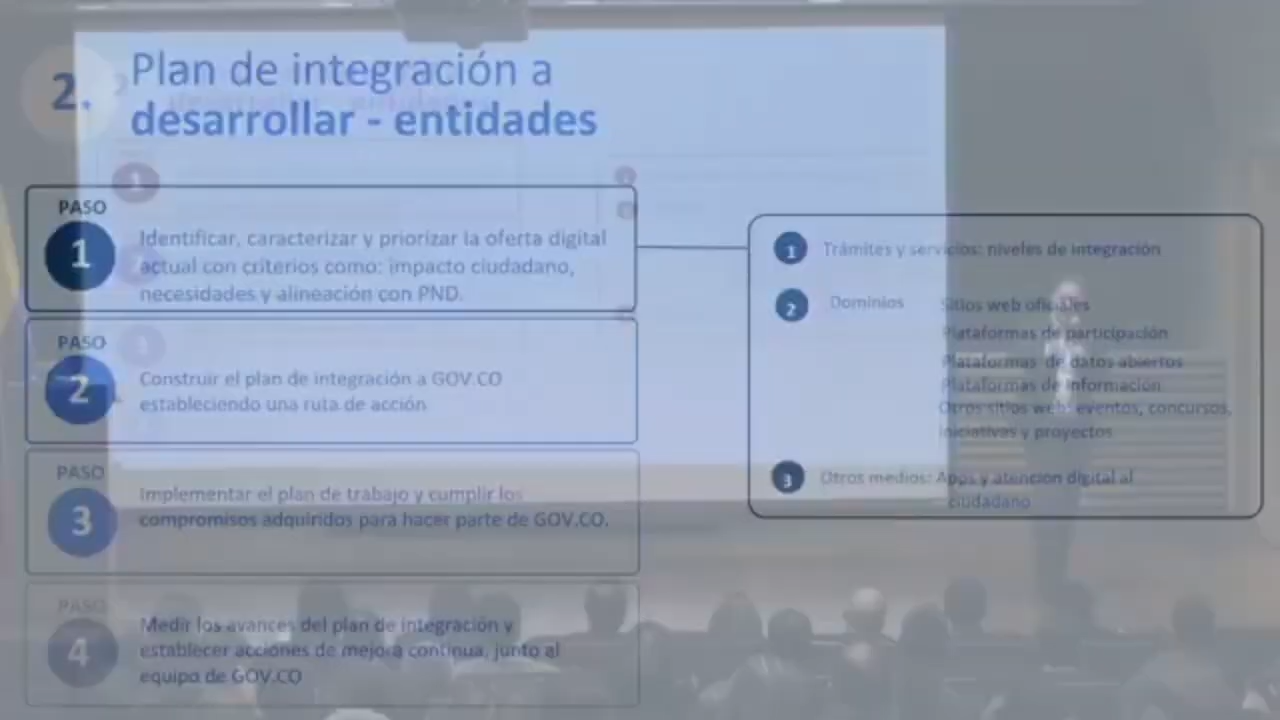 2.
Plan de integración a
desarrollar - entidades
PASO
1
Identificar, caracterizar y priorizar la oferta digital
actual con criterios como: impacto ciudadano,
necesidades y alineación con PND.
PASO
2
Construir el plan de integración a GOV.CO
estableciendo una ruta de acción
PASO
3
Implementar el plan de trabajo y cumplir los
compromisos adquiridos para hacer parte de GOV.CO.
PASO
4
Medir los avances del plan de integración y
establecer acciones de mejora continua, junto al
equipo de GOV.CO
1 Trámites y servicios: niveles de integración
2 Dominios
Sitios web oficiales
Plataformas de participación
Plataformas de datos abiertos
Plataformas de información
Otros sitios web: eventos, concursos,
iniciativas y proyectos
3 Otros medios: Apps y atención digital al
ciudadano